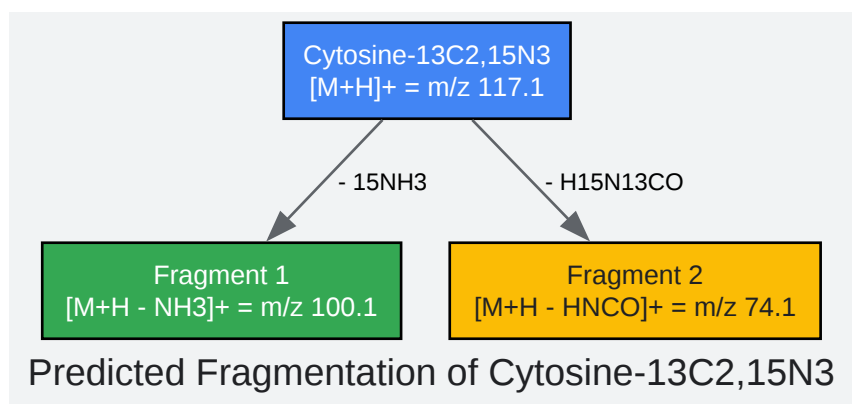 Cytosine-13C2,15N3
[M+H]+ = m/z 117.1
- 15NH3
- H15N13CO
Fragment 1
[M+H - NH3]+ = m/z 100.1
Fragment 2
[M+H - HNCO]+ = m/z 74.1
Predicted Fragmentation of Cytosine-13C2,15N3